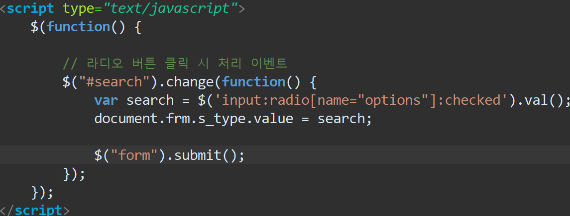 <script type="text/javascript">
$(function() {
// 라디오 버튼 클릭 시 처리 이벤트
$("#search").change(function() {
var search = $('input:radio[name="options"]:checked').val();
document.frm.s_type.value = search;
$("form").submit();
});
});
</script>